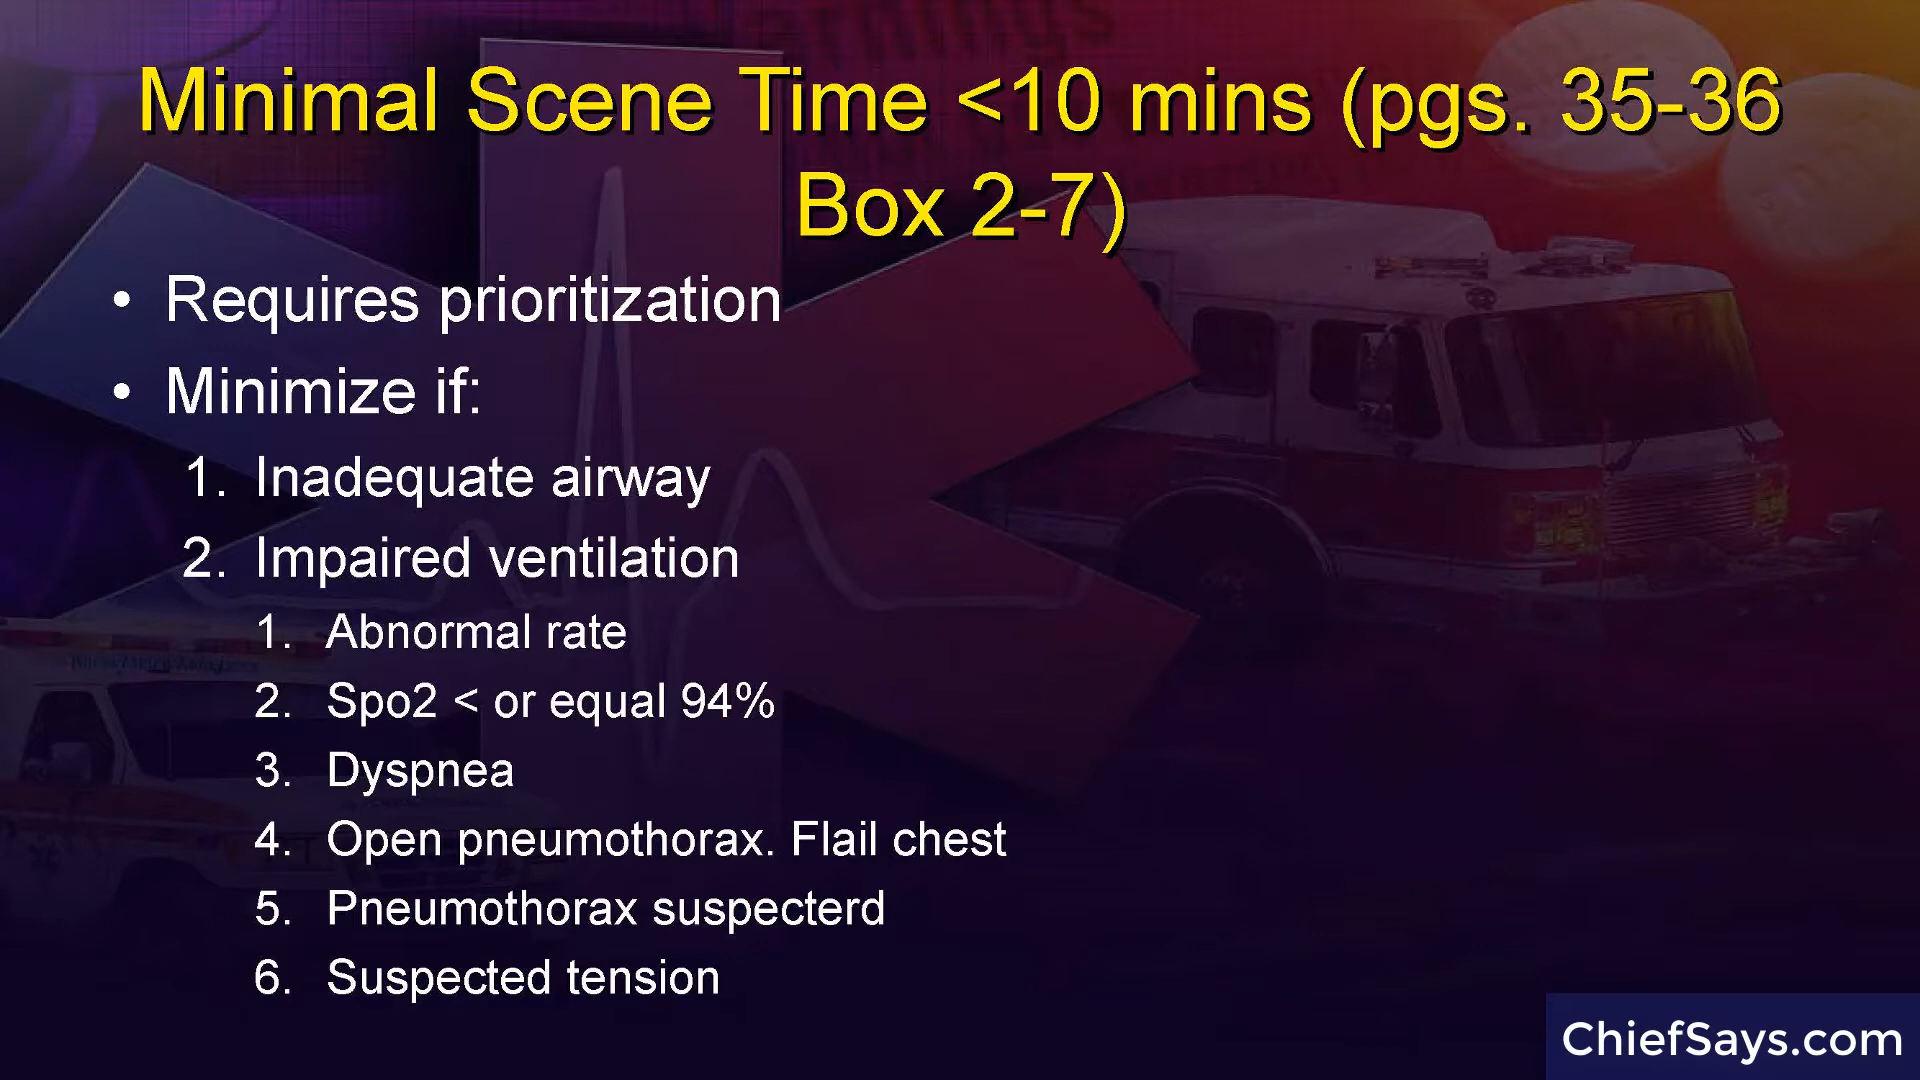 Minimal Scene Time <10 mins (pgs. 35-36
Box 2-7)
• Requires prioritization
• Minimize if:
1. Inadequate airway
2. Impaired ventilation
1. Abnormal rate
2. Spo2 < or equal 94%
3. Dyspnea
4. Open pneumothorax. Flail chest
5. Pneumothorax suspecterd
6. Suspected tension
ChiefSays.com